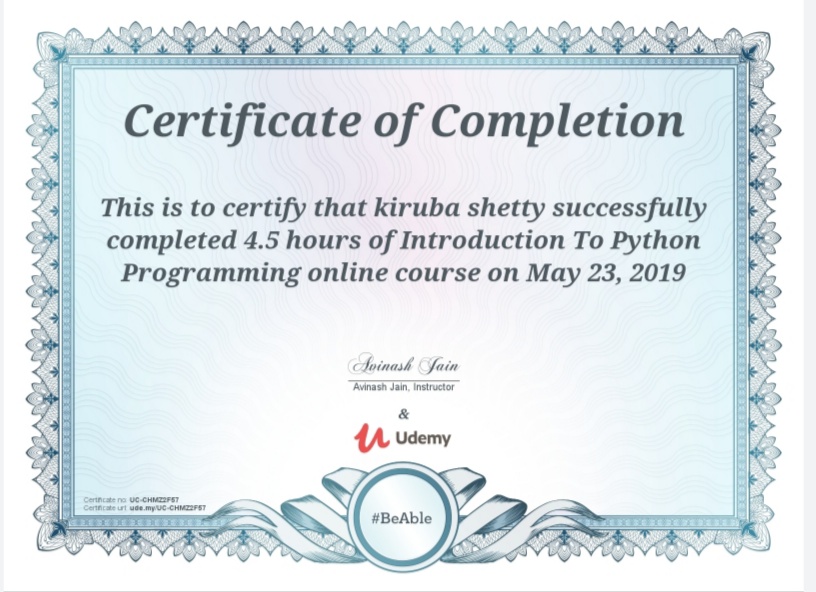 Certificate of Completion
This is to certify that kiruba shetty successfully
completed 4.5 hours of Introduction To Python
Programming online course on May 23, 2019
Avinash Jain
Avinash Jain, Instructor
&
Udemy
Certificate no: UC-CHMZ2F57
Certificate url: ude.my/UC-CHMZ2F57
#BeAble